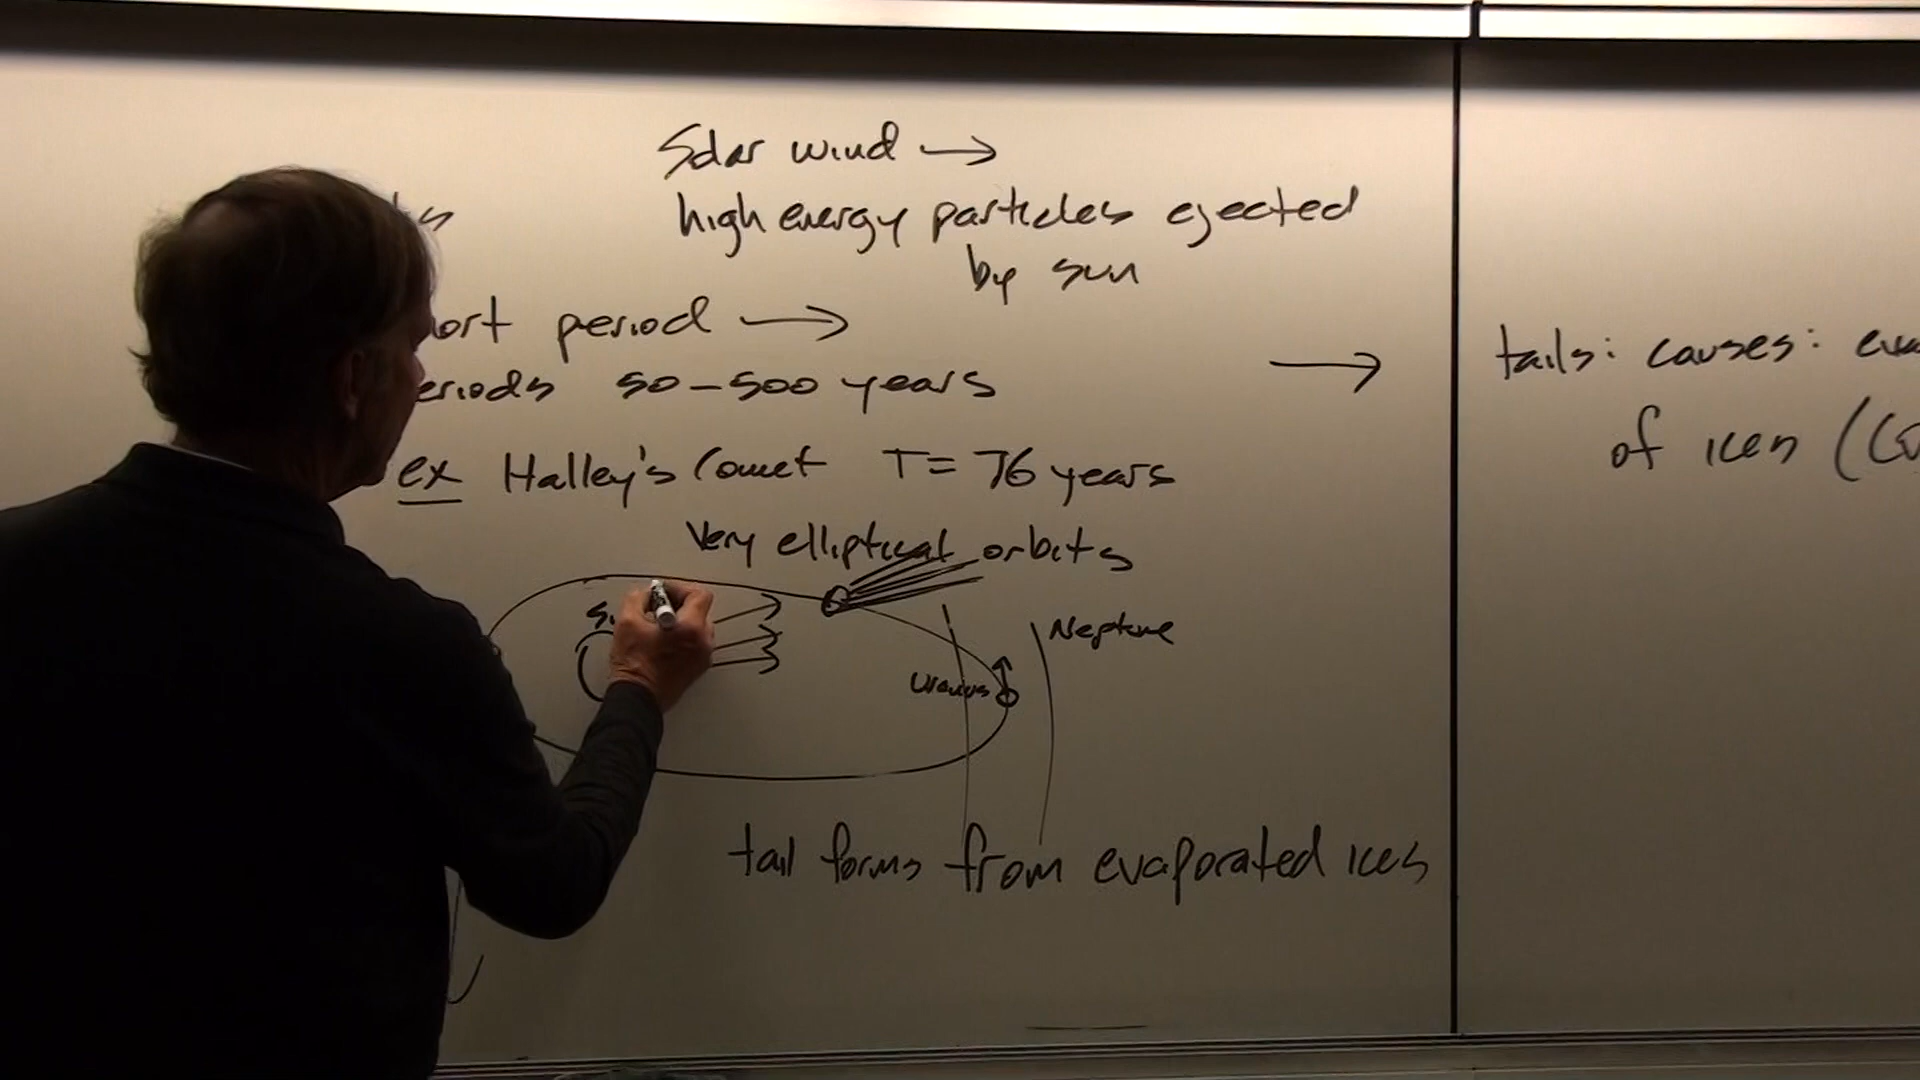 Solar wind →
high energy particles ejected
by sun
period →
periods 50-500 years
ex Halley's Comet T = 76 years
Very elliptical orbits
Neptune
Uranus
tail forms from evaporated ices
tails: causes:
of ices